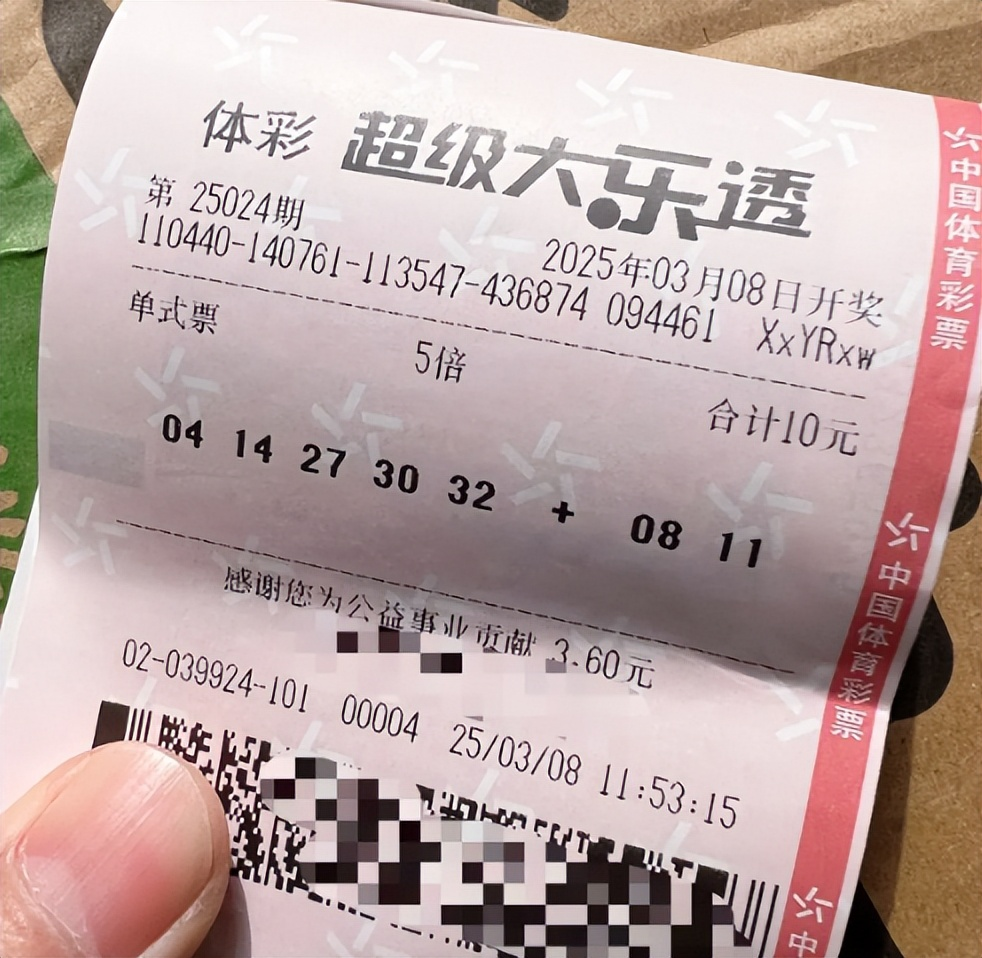 体彩 超级大乐透
第 25024期
2025年03月08日开奖
110440-140761-113547-436874 094461 XxYRxw
单式票 5倍 合计10元
04 14 27 30 32 + 08 11
感谢您为公益事业贡献 3.60元
02-039924-101 00004 25/03/08 11:53:15
中国体育彩票
中国体育彩票
中